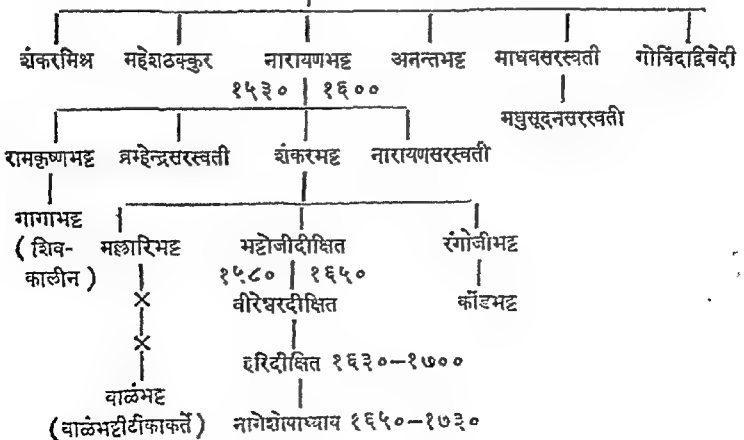 शंकरमिश्र महेशठक्कुर नारायणभट्ट अनन्तभट्ट माधवसरस्वती गोविंदद्विवेदी
१५३० १६००
मधुसूदनसरस्वती
रामकृष्णभट्ट ब्रम्हेन्द्रसरस्वती शंकरभट्ट नारायणसरस्वती
गागाभट्ट
( शिव- मल्लारिभट्ट भट्टोजीदीक्षित रंगोजीभट्ट
कालीन ) १५८० १६५०
वीरेश्वरदीक्षित कोंडभट्ट
हरिदीक्षित १६३०–१७००
वाळंभट्ट
(वाळंभट्टीटीकाकर्ते) नागेशोपाध्याय १६५०–१७३०